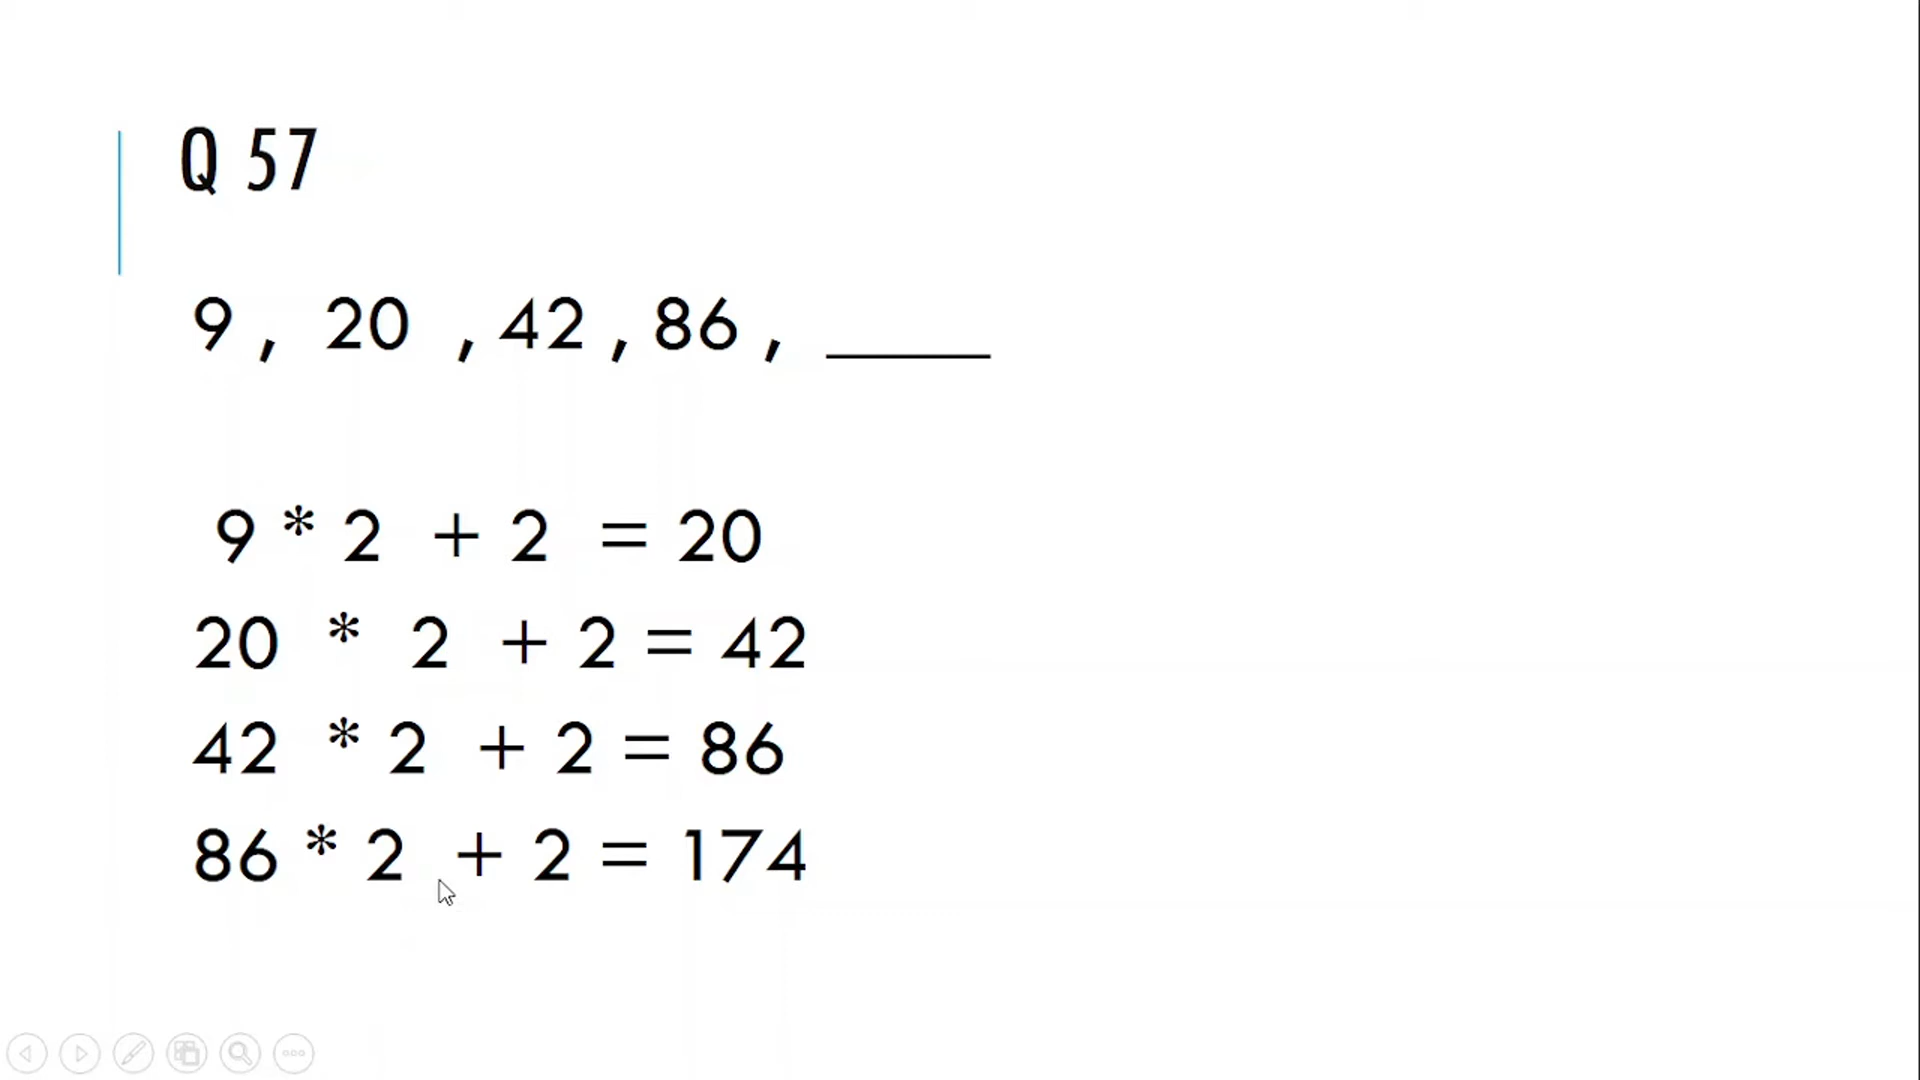 Q 57
9 , 20 , 42 , 86 , _____
9 * 2 + 2 = 20
20 * 2 + 2 = 42
42 * 2 + 2 = 86
86 * 2 + 2 = 174